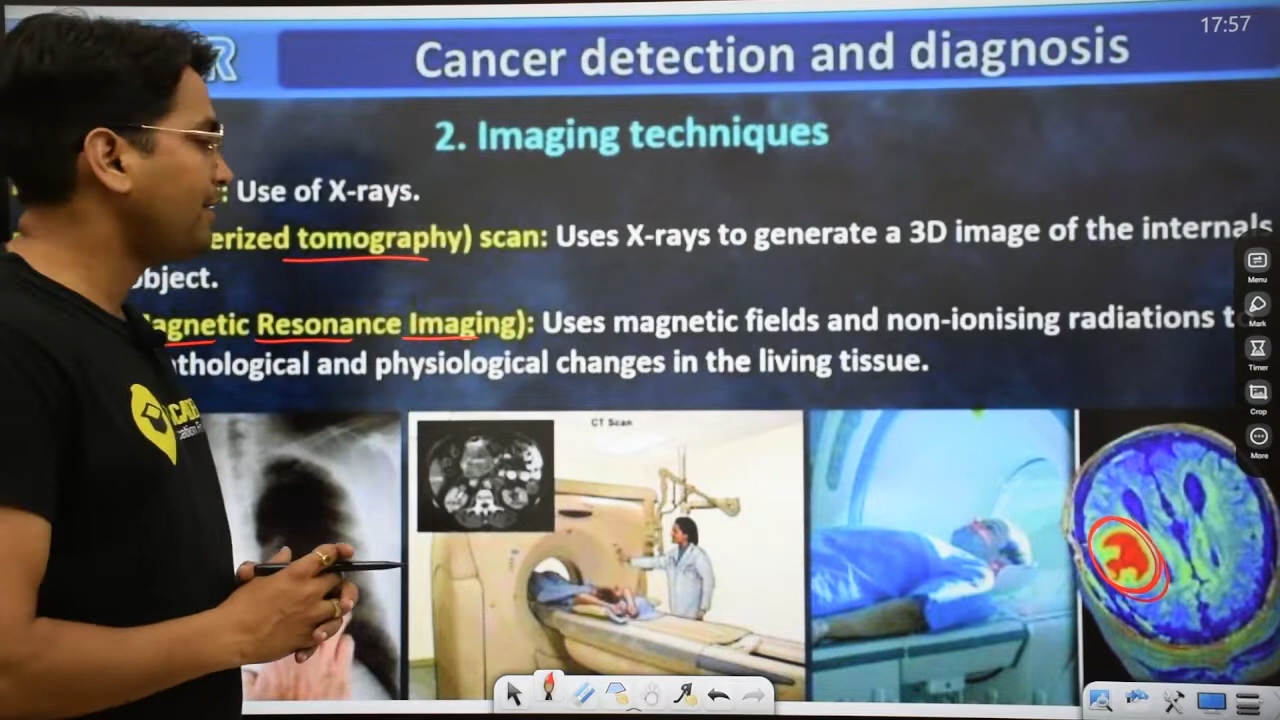 R
Cancer detection and diagnosis
17:57
2. Imaging techniques
: Use of X-rays.
erized tomography) scan: Uses X-rays to generate a 3D image of the internals
object.
agnetic Resonance Imaging): Uses magnetic fields and non-ionising radiations t
thological and physiological changes in the living tissue.
CT Scan
Menu
Mark
Timer
Crop
More